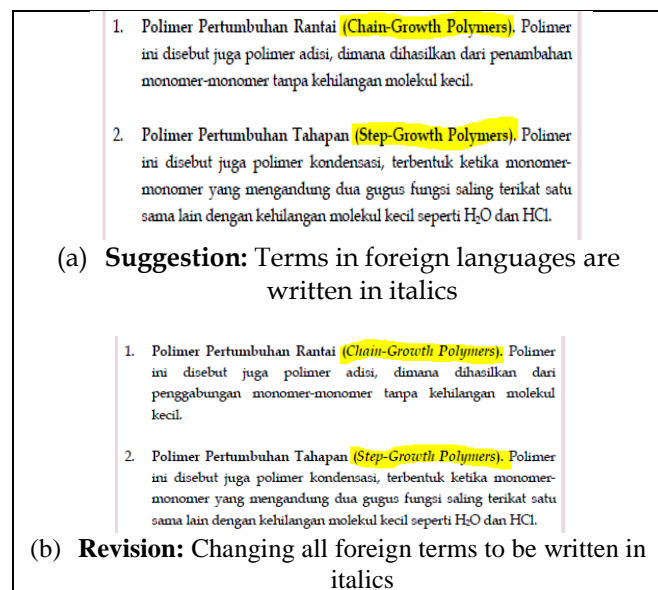 1. Polimer Pertumbuhan Rantai (Chain-Growth Polymers). Polimer
ini disebut juga polimer adisi, dimana dihasilkan dari penambahan
monomer-monomer tanpa kehilangan molekul kecil.
2. Polimer Pertumbuhan Tahapan (Step-Growth Polymers). Polimer
ini disebut juga polimer kondensasi, terbentuk ketika monomer-
monomer yang mengandung dua gugus fungsi saling terikat satu
sama lain dengan kehilangan molekul kecil seperti H₂O dan HCl.
(a) Suggestion: Terms in foreign languages are
written in italics
1. Polimer Pertumbuhan Rantai (Chain-Growth Polymers). Polimer
ini disebut juga polimer adisi, dimana dihasilkan dari
penggabungan monomer-monomer tanpa kehilangan molekul
kecil.
2. Polimer Pertumbuhan Tahapan (Step-Growth Polymers). Polimer
ini disebut juga polimer kondensasi, terbentuk ketika monomer-
monomer yang mengandung dua gugus fungsi saling terikat satu
sama lain dengan kehilangan molekul kecil seperti H₂O dan HCl.
(b) Revision: Changing all foreign terms to be written in
italics